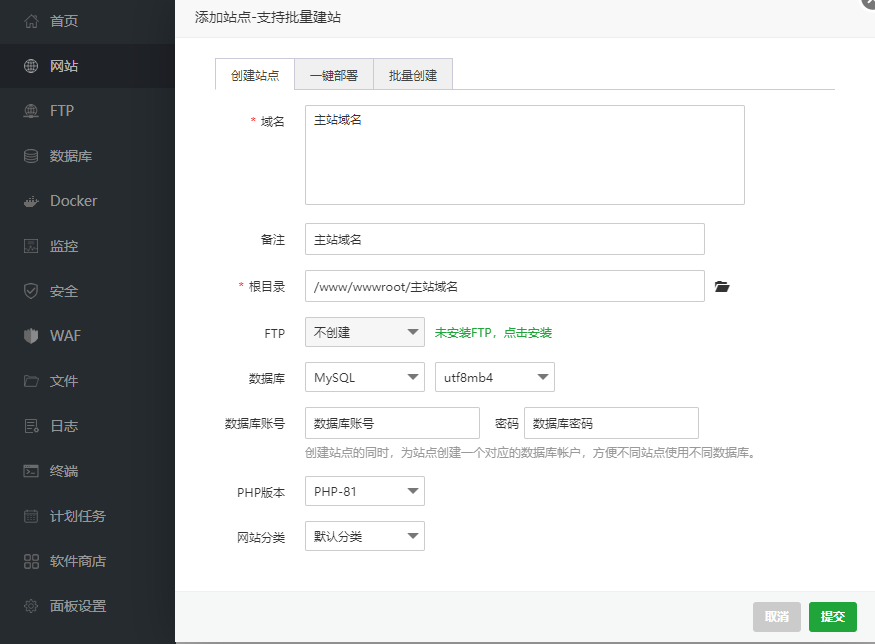 首页
网站
FTP
数据库
Docker
监控
安全
WAF
文件
日志
终端
计划任务
软件商店
面板设置
添加站点-支持批量建站
创建站点 一键部署 批量创建
* 域名 主站域名
备注 主站域名
* 根目录 /www/wwwroot/主站域名
FTP 不创建 未安装FTP，点击安装
数据库 MySQL utf8mb4
数据库账号 数据库账号 密码 数据库密码
创建站点的同时，为站点创建一个对应的数据库帐户，方便不同站点使用不同数据库。
PHP版本 PHP-81
网站分类 默认分类
取消 提交